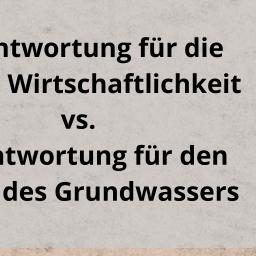 ntwortung für die
Wirtschaftlichkeit
vs.
ntwortung für den
des Grundwassers